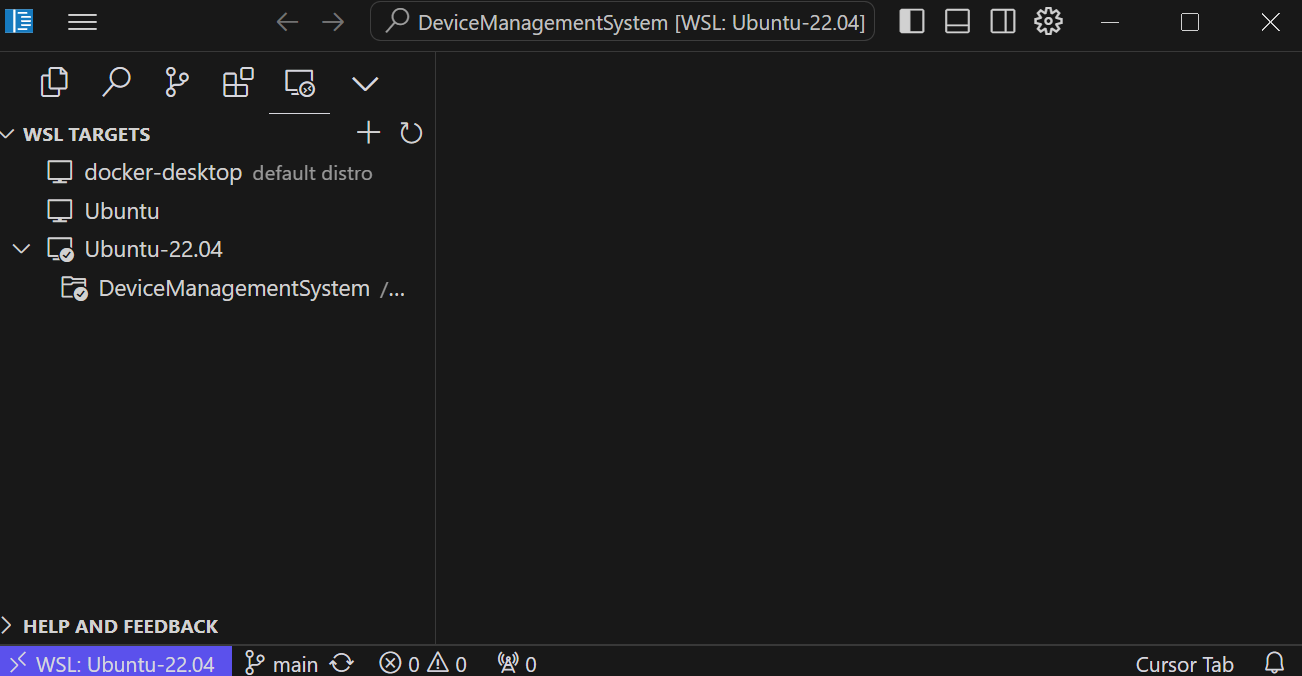 DeviceManagementSystem [WSL: Ubuntu-22.04]
WSL TARGETS
docker-desktop default distro
Ubuntu
Ubuntu-22.04
DeviceManagementSystem /...
HELP AND FEEDBACK
WSL: Ubuntu-22.04 main 0 0 0 Cursor Tab